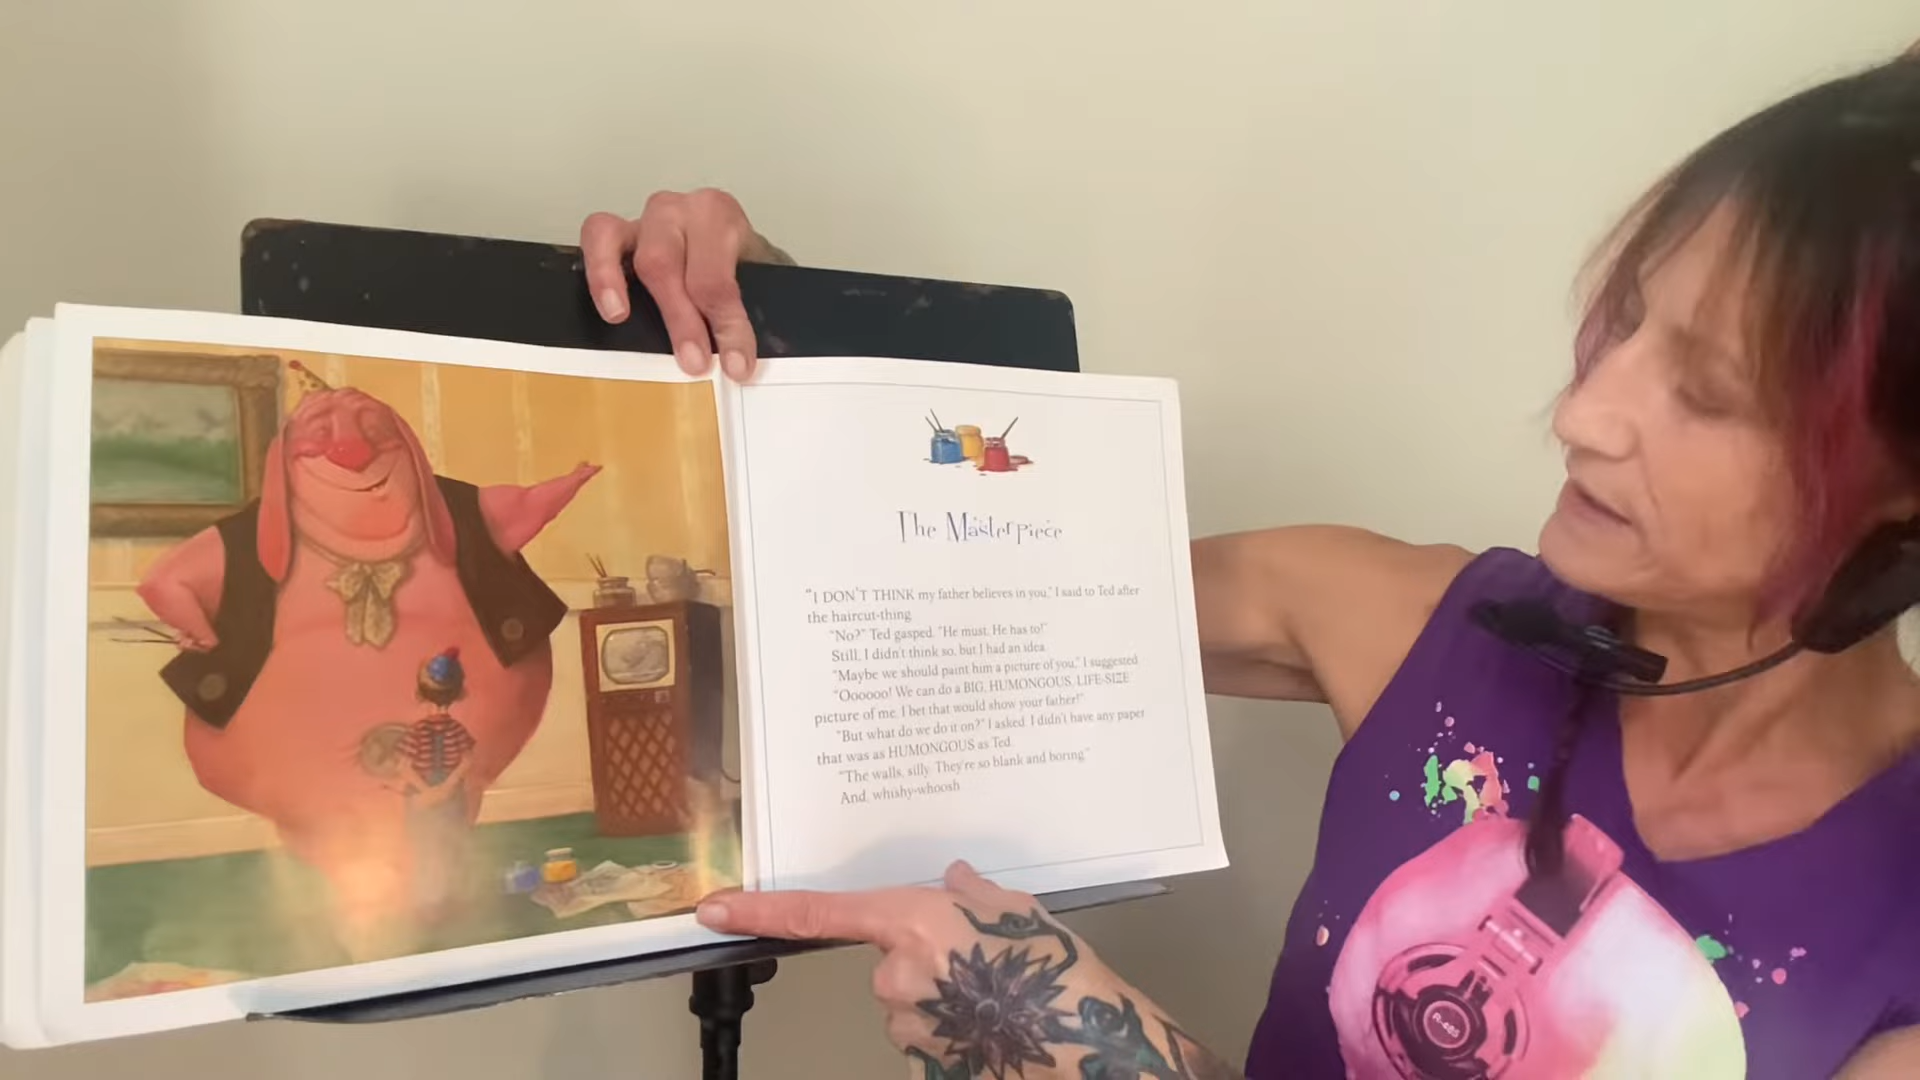 The Masterpiece
"I DON'T THINK my father believes in you," I said to Ted after
the haircut-thing.
"No?" Ted gasped. "He must. He has to!"
Still, I didn't think so, but I had an idea.
"Maybe we should paint him a picture of you," I suggested.
"Oooooo! We can do a BIG, HUMONGOUS, LIFE-SIZE
picture of me. I bet that would show your father!"
"But what do we do it on?" I asked. I didn't have any paper
that was as HUMONGOUS as Ted.
"The walls, silly. They're so blank and boring."
And, whishy-whoosh
R-485